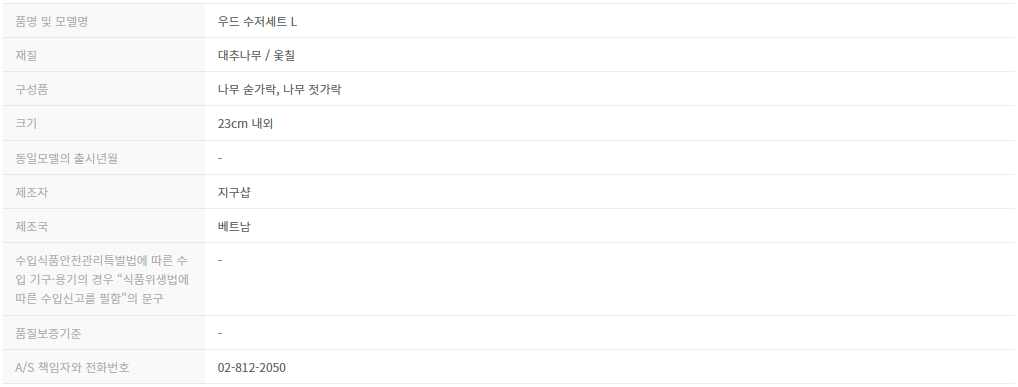 품명 및 모델명 우드 수저세트 L
재질 대추나무 / 옻칠
구성품 나무 숟가락, 나무 젓가락
크기 23cm 내외
동일모델의 출시년월 -
제조자 지구샵
제조국 베트남
수입식품안전관리특별법에 따른 수 -
입 기구·용기의 경우 “식품위생법에
따른 수입신고를 필함”의 문구
품질보증기준 -
A/S 책임자와 전화번호 02-812-2050